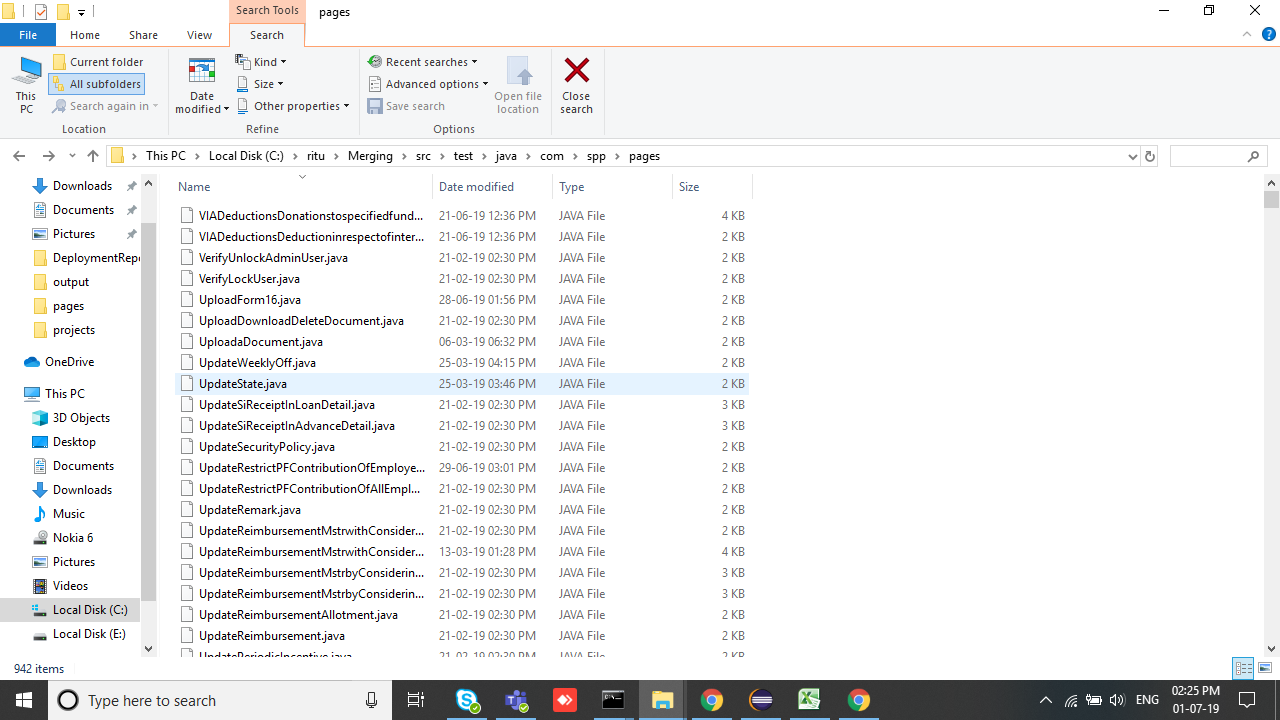 Search Tools
pages
File
Home
Share
View
Search
This PC
Current folder
All subfolders
Search again in
Location
Date modified
Kind
Size
Other properties
Refine
Recent searches
Advanced options
Save search
Open file location
Options
Close search
This PC > Local Disk (C:) > ritu > Merging > src > test > java > com > spp > pages
Name Date modified Type Size
Downloads
Documents
Pictures
DeploymentRepo
output
pages
projects
OneDrive
This PC
3D Objects
Desktop
Documents
Downloads
Music
Nokia 6
Pictures
Videos
Local Disk (C:)
Local Disk (E:)
VIADeductionsDonationstospecifiedfund... 21-06-19 12:36 PM JAVA File 4 KB
VIADeductionsDeductioninrespectofinter... 21-06-19 12:36 PM JAVA File 2 KB
VerifyUnlockAdminUser.java 21-02-19 02:30 PM JAVA File 2 KB
VerifyLockUser.java 21-02-19 02:30 PM JAVA File 2 KB
UploadForm16.java 28-06-19 01:56 PM JAVA File 2 KB
UploadDownloadDeleteDocument.java 21-02-19 02:30 PM JAVA File 2 KB
UploadaDocument.java 06-03-19 06:32 PM JAVA File 2 KB
UpdateWeeklyOff.java 25-03-19 04:15 PM JAVA File 2 KB
UpdateState.java 25-03-19 03:46 PM JAVA File 2 KB
UpdateSiReceiptInLoanDetail.java 21-02-19 02:30 PM JAVA File 3 KB
UpdateSiReceiptInAdvanceDetail.java 21-02-19 02:30 PM JAVA File 3 KB
UpdateSecurityPolicy.java 21-02-19 02:30 PM JAVA File 2 KB
UpdateRestrictPFContributionOfEmploye... 29-06-19 03:01 PM JAVA File 2 KB
UpdateRestrictPFContributionOfAllEmpl... 21-02-19 02:30 PM JAVA File 2 KB
UpdateRemark.java 21-02-19 02:30 PM JAVA File 2 KB
UpdateReimbursementMstrwithConsider... 21-02-19 02:30 PM JAVA File 2 KB
UpdateReimbursementMstrwithConsider... 13-03-19 01:28 PM JAVA File 4 KB
UpdateReimbursementMstrbyConsiderin... 21-02-19 02:30 PM JAVA File 3 KB
UpdateReimbursementMstrbyConsiderin... 21-02-19 02:30 PM JAVA File 3 KB
UpdateReimbursementAllotment.java 21-02-19 02:30 PM JAVA File 2 KB
UpdateReimbursement.java 21-02-19 02:30 PM JAVA File 2 KB
UpdatePeriodicIncentive.java 21-02-19 02:30 PM JAVA File 2 KB
942 items
Type here to search
ENG
02:25 PM
01-07-19